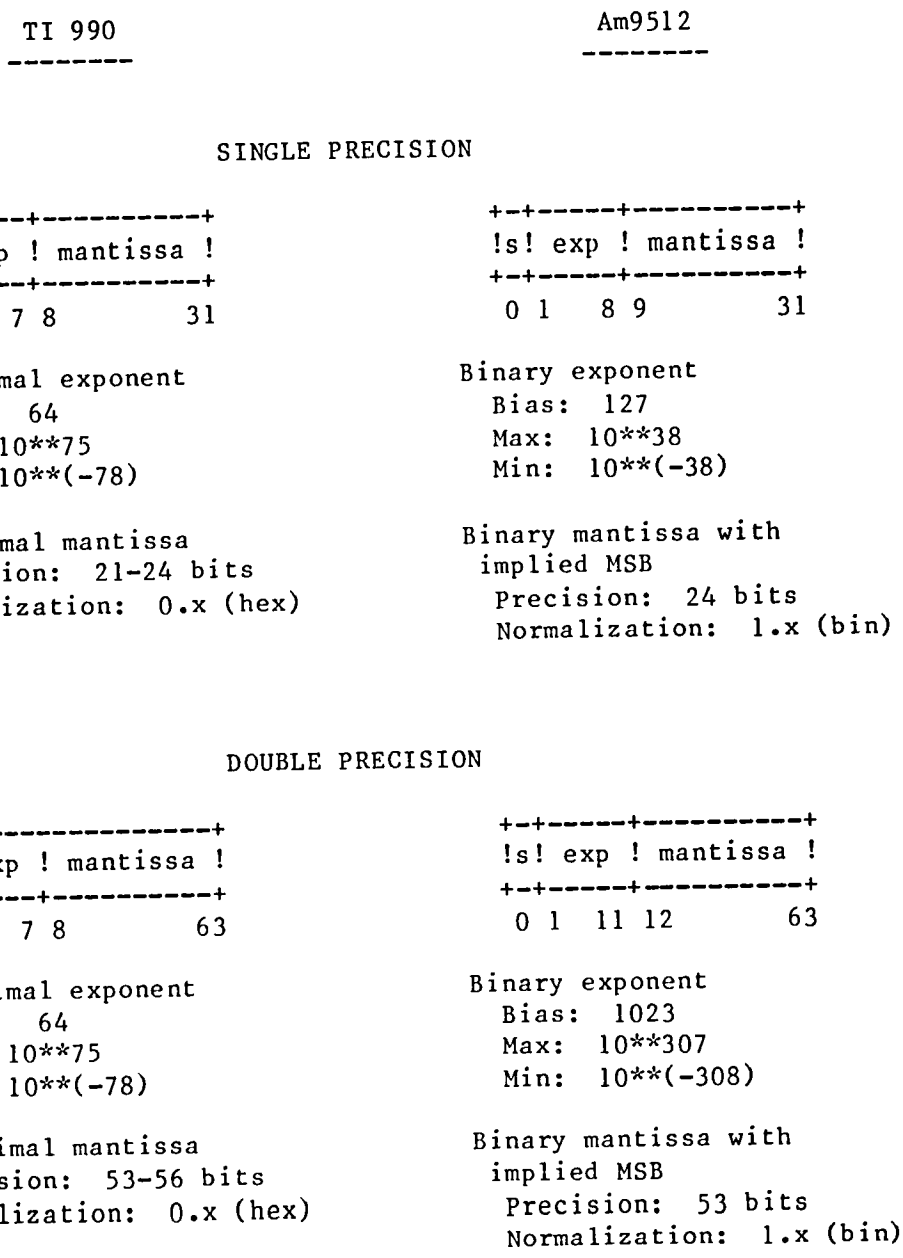 TI 990 Am9512
-------- --------
SINGLE PRECISION
--+-----------+ +-+-----+-----------+
p ! mantissa ! !s! exp ! mantissa !
--+-----------+ +-+-----+-----------+
7 8 31 0 1 8 9 31
mal exponent Binary exponent
64 Bias: 127
10**75 Max: 10**38
10**(-78) Min: 10**(-38)
mal mantissa Binary mantissa with
ion: 21-24 bits implied MSB
ization: 0.x (hex) Precision: 24 bits
Normalization: 1.x (bin)
DOUBLE PRECISION
---------------+ +-+-----+-----------+
xp ! mantissa ! !s! exp ! mantissa !
---+-----------+ +-+-----+-----------+
7 8 63 0 1 11 12 63
imal exponent Binary exponent
64 Bias: 1023
10**75 Max: 10**307
10**(-78) Min: 10**(-308)
imal mantissa Binary mantissa with
sion: 53-56 bits implied MSB
lization: 0.x (hex) Precision: 53 bits
Normalization: 1.x (bin)